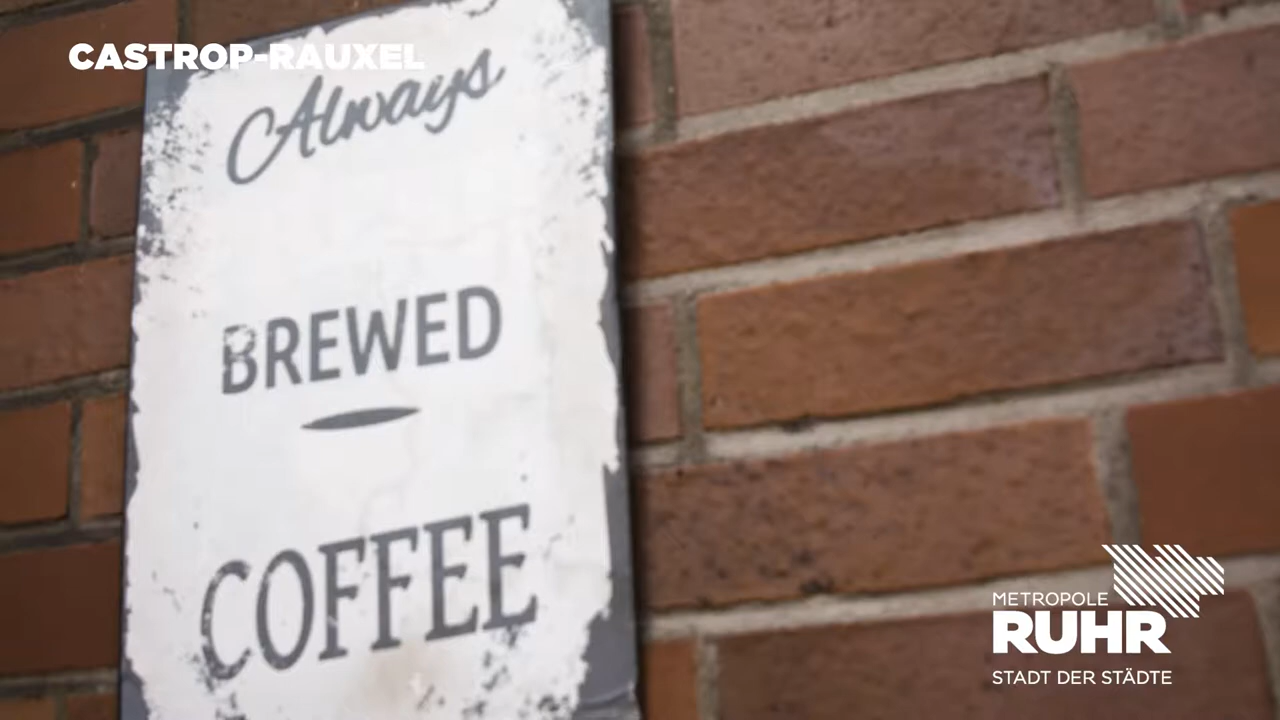 CASTROP-RAUXEL
Always
BREWED
COFFEE
METROPOLE
RUHR
STADT DER STÄDTE